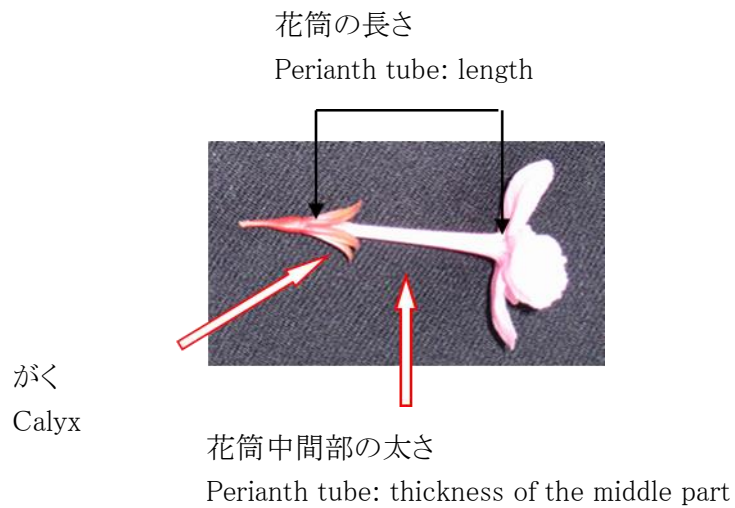 花筒の長さ
Perianth tube: length
がく
Calyx
花筒中間部の太さ
Perianth tube: thickness of the middle part